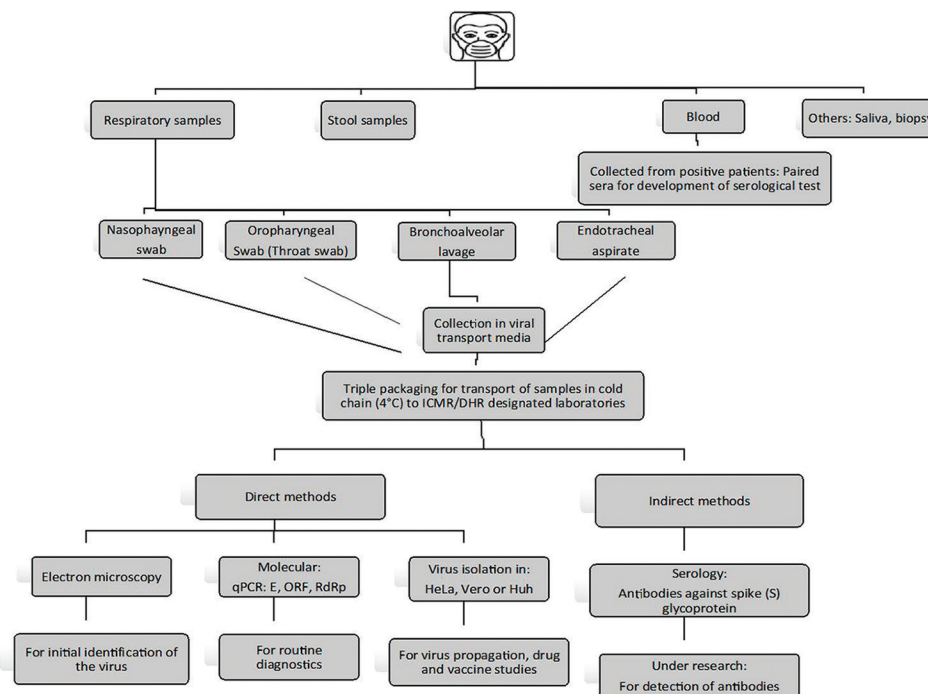 Respiratory samples
Stool samples
Blood
Others: Saliva, biopsy
Collected from positive patients: Paired
sera for development of serological test
Nasophayngeal
swab
Oropharyngeal
Swab (Throat swab)
Bronchoalveolar
lavage
Endotracheal
aspirate
Collection in viral
transport media
Triple packaging for transport of samples in cold
chain (4°C) to ICMR/DHR designated laboratories
Direct methods
Indirect methods
Electron microscopy
Molecular:
qPCR: E, ORF, RdRp
Virus isolation in:
HeLa, Vero or Huh
Serology:
Antibodies against spike (S)
glycoprotein
For initial identification of
the virus
For routine
diagnostics
For virus propagation, drug
and vaccine studies
Under research:
For detection of antibodies